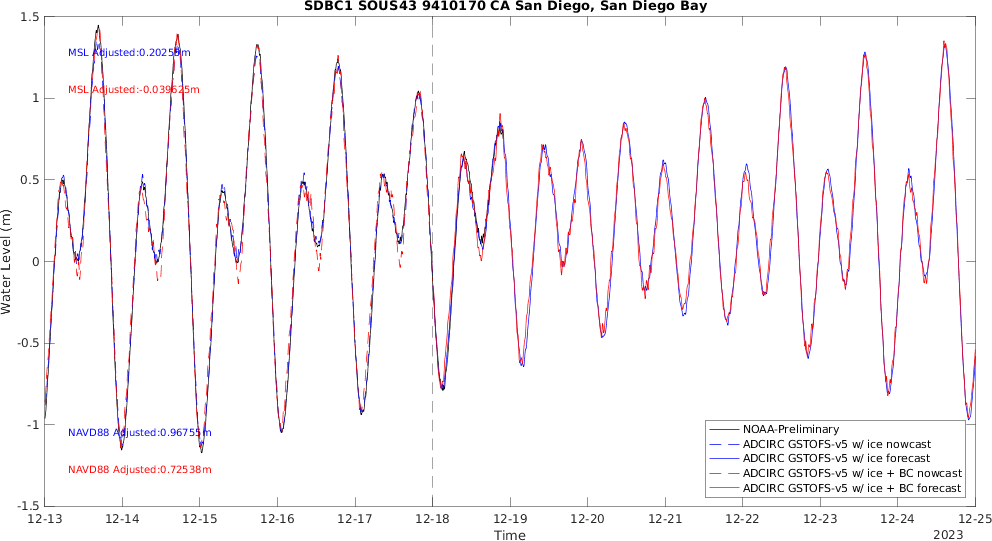 SDBC1 SOUS43 9410170 CA San Diego, San Diego Bay
1.5
1
0.5
0
-0.5
-1
-1.5
Water Level (m)
MSL Adjusted:0.20259m
MSL Adjusted:-0.039625m
NAVD88 Adjusted:0.96755m
NAVD88 Adjusted:0.72538m
NOAA-Preliminary
ADCIRC GSTOFS-v5 w/ ice nowcast
ADCIRC GSTOFS-v5 w/ ice forecast
ADCIRC GSTOFS-v5 w/ ice + BC nowcast
ADCIRC GSTOFS-v5 w/ ice + BC forecast
12-13 12-14 12-15 12-16 12-17 12-18 12-19 12-20 12-21 12-22 12-23 12-24 12-25
Time
2023